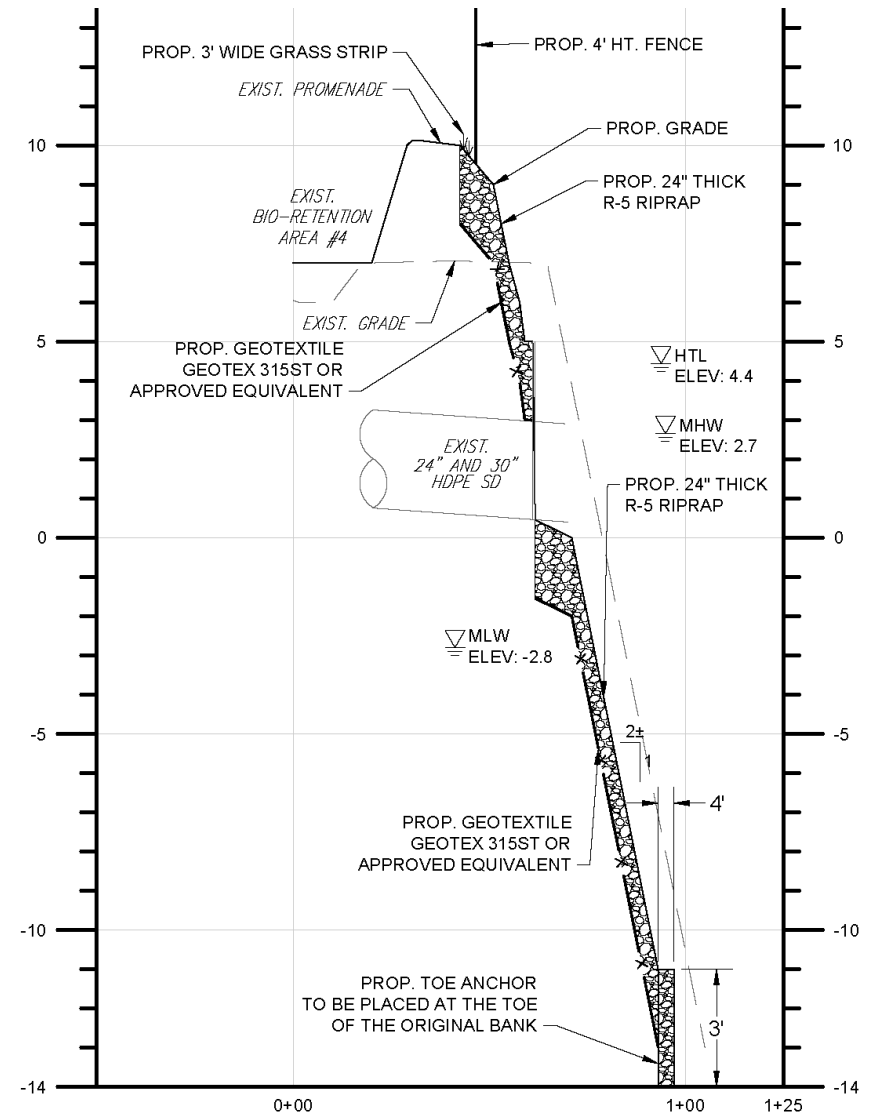 PROP. 3' WIDE GRASS STRIP
PROP. 4' HT. FENCE
EXIST. PROMENADE
PROP. GRADE
10
10
PROP. 24" THICK
R-5 RIPRAP
EXIST.
BIO-RETENTION
AREA #4
EXIST. GRADE
5
5
PROP. GEOTEXTILE
GEOTEX 315ST OR
APPROVED EQUIVALENT
HTL
ELEV: 4.4
MHW
ELEV: 2.7
EXIST.
24" AND 30"
HDPE SD
PROP. 24" THICK
R-5 RIPRAP
0
0
MLW
ELEV: -2.8
-5
-5
2±
1
4'
PROP. GEOTEXTILE
GEOTEX 315ST OR
APPROVED EQUIVALENT
-10
-10
PROP. TOE ANCHOR
TO BE PLACED AT THE TOE
OF THE ORIGINAL BANK
3'
-14
-14
0+00
1+00
1+25